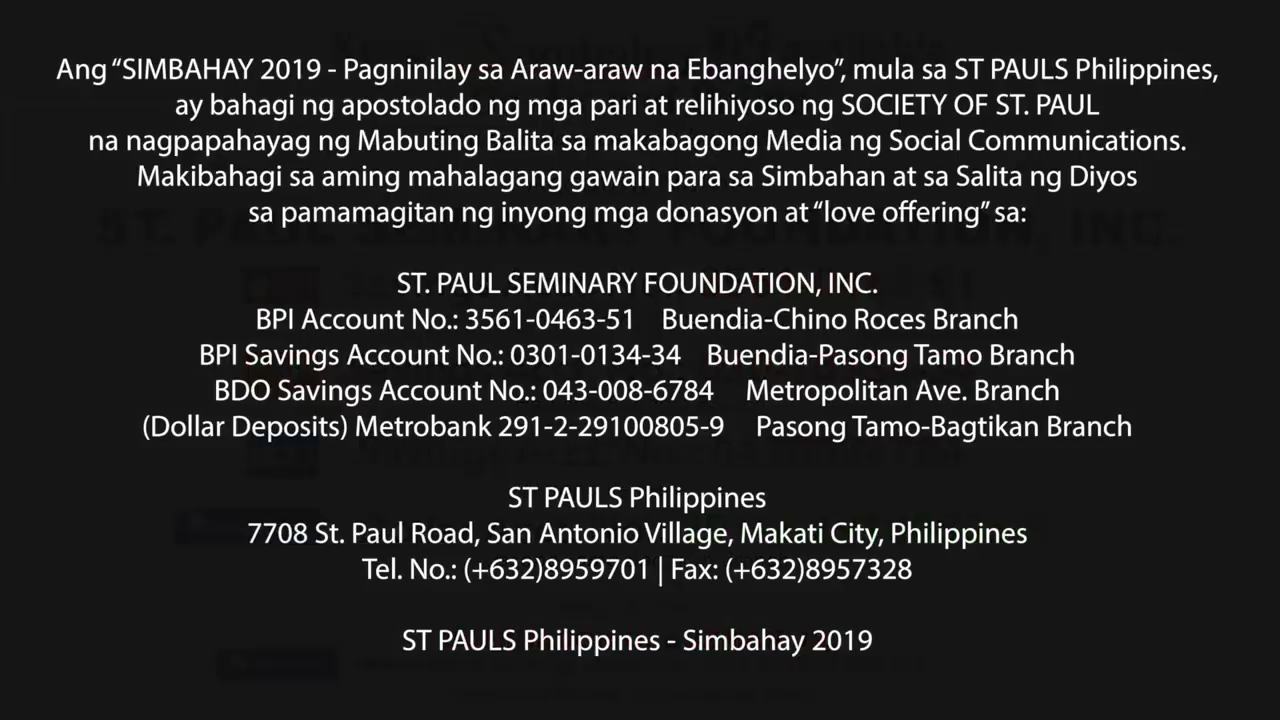 Ang “SIMBAHAY 2019 - Pagninilay sa Araw-araw na Ebanghelyo”, mula sa ST PAULS Philippines,
ay bahagi ng apostolado ng mga pari at relihiyoso ng SOCIETY OF ST. PAUL
na nagpapahayag ng Mabuting Balita sa makabagong Media ng Social Communications.
Makibahagi sa aming mahalagang gawain para sa Simbahan at sa Salita ng Diyos
sa pamamagitan ng inyong mga donasyon at “love offering” sa:
ST. PAUL SEMINARY FOUNDATION, INC.
ST. PAUL SEMINARY FOUNDATION, INC.
BPI Account No.: 3561-0463-51 Buendia-Chino Roces Branch
BPI Savings Account No.: 0301-0134-34 Buendia-Pasong Tamo Branch
BDO Savings Account No.: 043-008-6784 Metropolitan Ave. Branch
(Dollar Deposits) Metrobank 291-2-29100805-9 Pasong Tamo-Bagtikan Branch
ST PAULS Philippines
7708 St. Paul Road, San Antonio Village, Makati City, Philippines
Tel. No.: (+632)8959701 | Fax: (+632)8957328
ST PAULS Philippines - Simbahay 2019